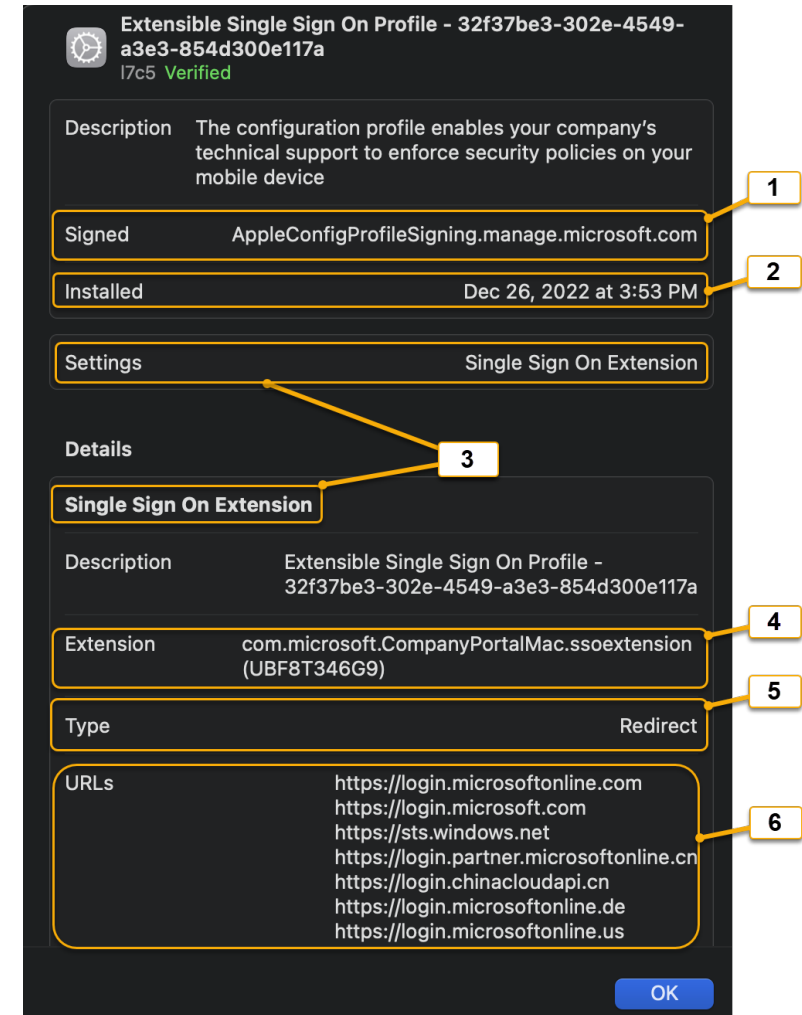 Extensible Single Sign On Profile - 32f37be3-302e-4549-
a3e3-854d300e117a
l7c5 Verified
Description The configuration profile enables your company’s
technical support to enforce security policies on your
mobile device
1
Signed AppleConfigProfileSigning.manage.microsoft.com
2
Installed Dec 26, 2022 at 3:53 PM
Settings Single Sign On Extension
Details
3
Single Sign On Extension
Description Extensible Single Sign On Profile -
32f37be3-302e-4549-a3e3-854d300e117a
4
Extension com.microsoft.CompanyPortalMac.ssoextension
(UBF8T346G9)
5
Type Redirect
URLs https://login.microsoftonline.com
https://login.microsoft.com
https://sts.windows.net
6
https://login.partner.microsoftonline.cn
https://login.chinacloudapi.cn
https://login.microsoftonline.de
https://login.microsoftonline.us
OK